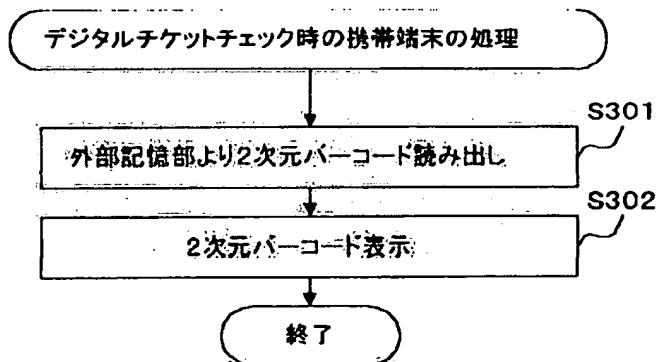 デジタルチケットチェック時の携帯端末の処理
S301
外部記憶部より2次元バーコード読み出し
S302
2次元バーコード表示
終了